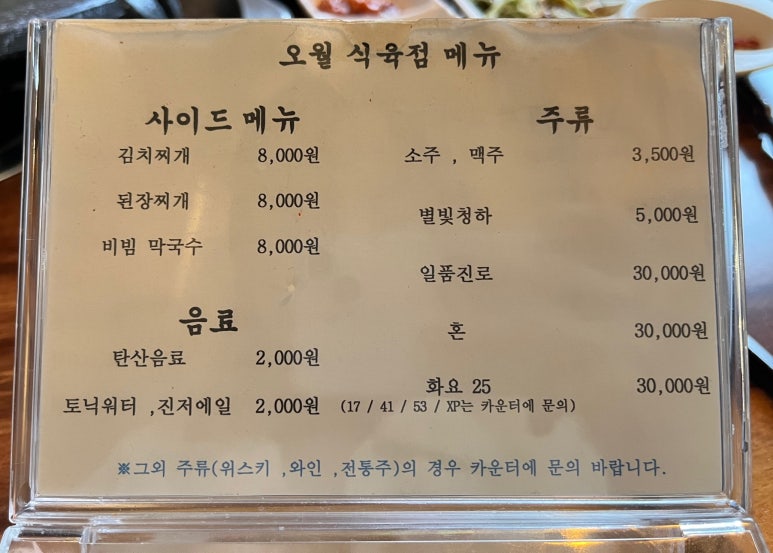 오월 식육점 메뉴
사이드 메뉴
김치찌개 8,000원
된장찌개 8,000원
비빔 막국수 8,000원
음료
탄산음료 2,000원
토닉워터 ,진저에일 2,000원
주류
소주 , 맥주 3,500원
별빛청하 5,000원
일품진로 30,000원
혼 30,000원
화요 25 30,000원
(17 / 41 / 53 / XP는 카운터에 문의)
※그외 주류(위스키 ,와인 ,전통주)의 경우 카운터에 문의 바랍니다.